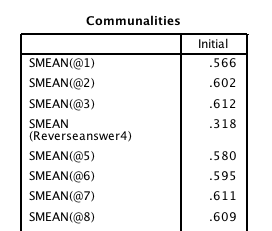 Communalities
Initial
SMEAN(@1) .566
SMEAN(@2) .602
SMEAN(@3) .612
SMEAN .318
(Reverseanswer4)
SMEAN(@5) .580
SMEAN(@6) .595
SMEAN(@7) .611
SMEAN(@8) .609